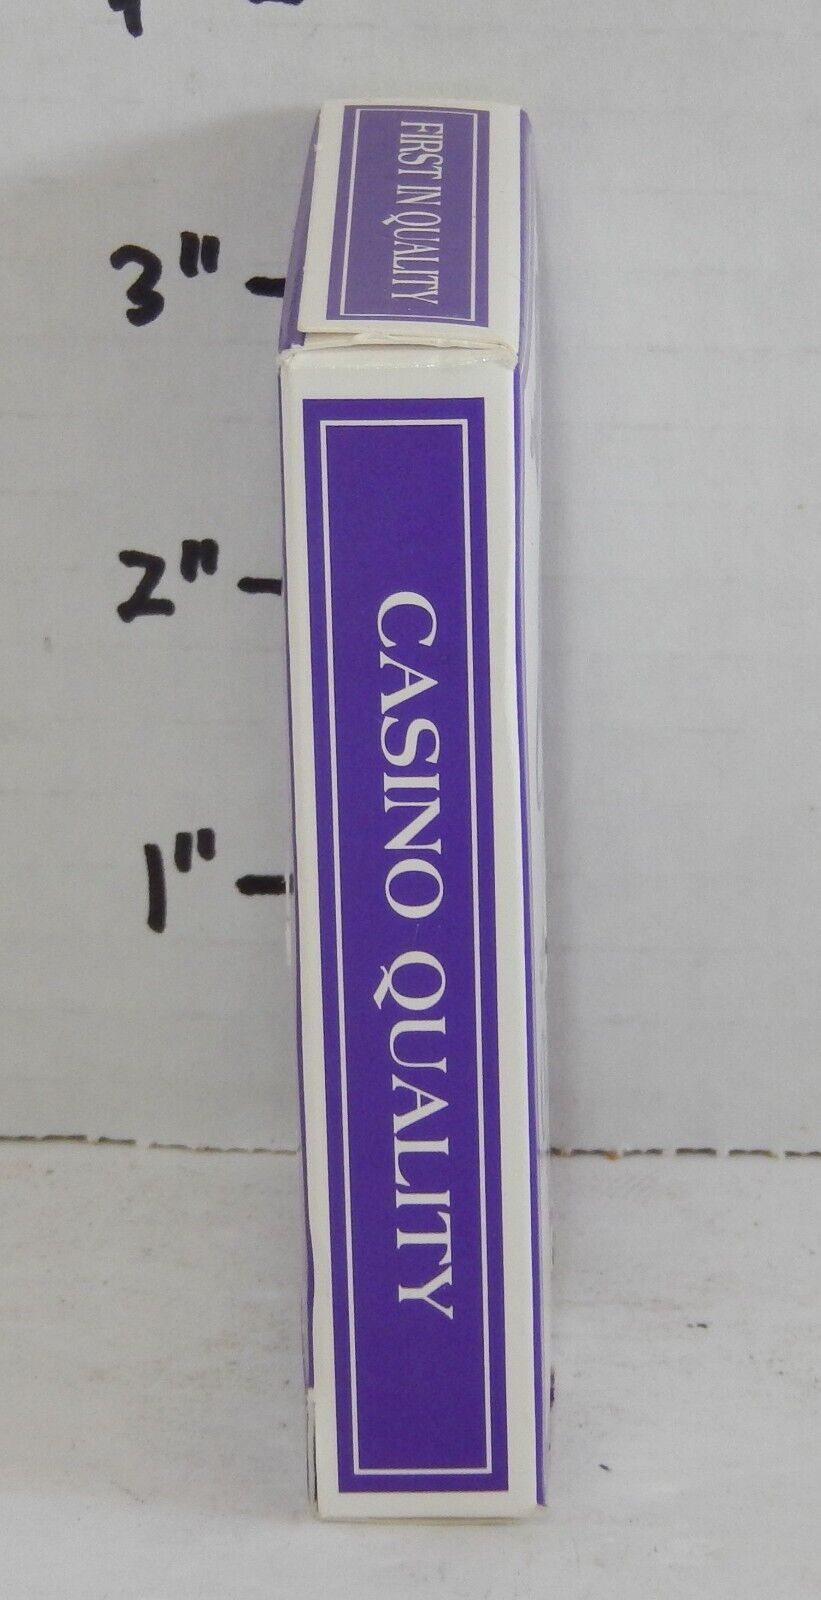 FIRST IN QUALITY
3"
2"
CASINO QUALITY
1"